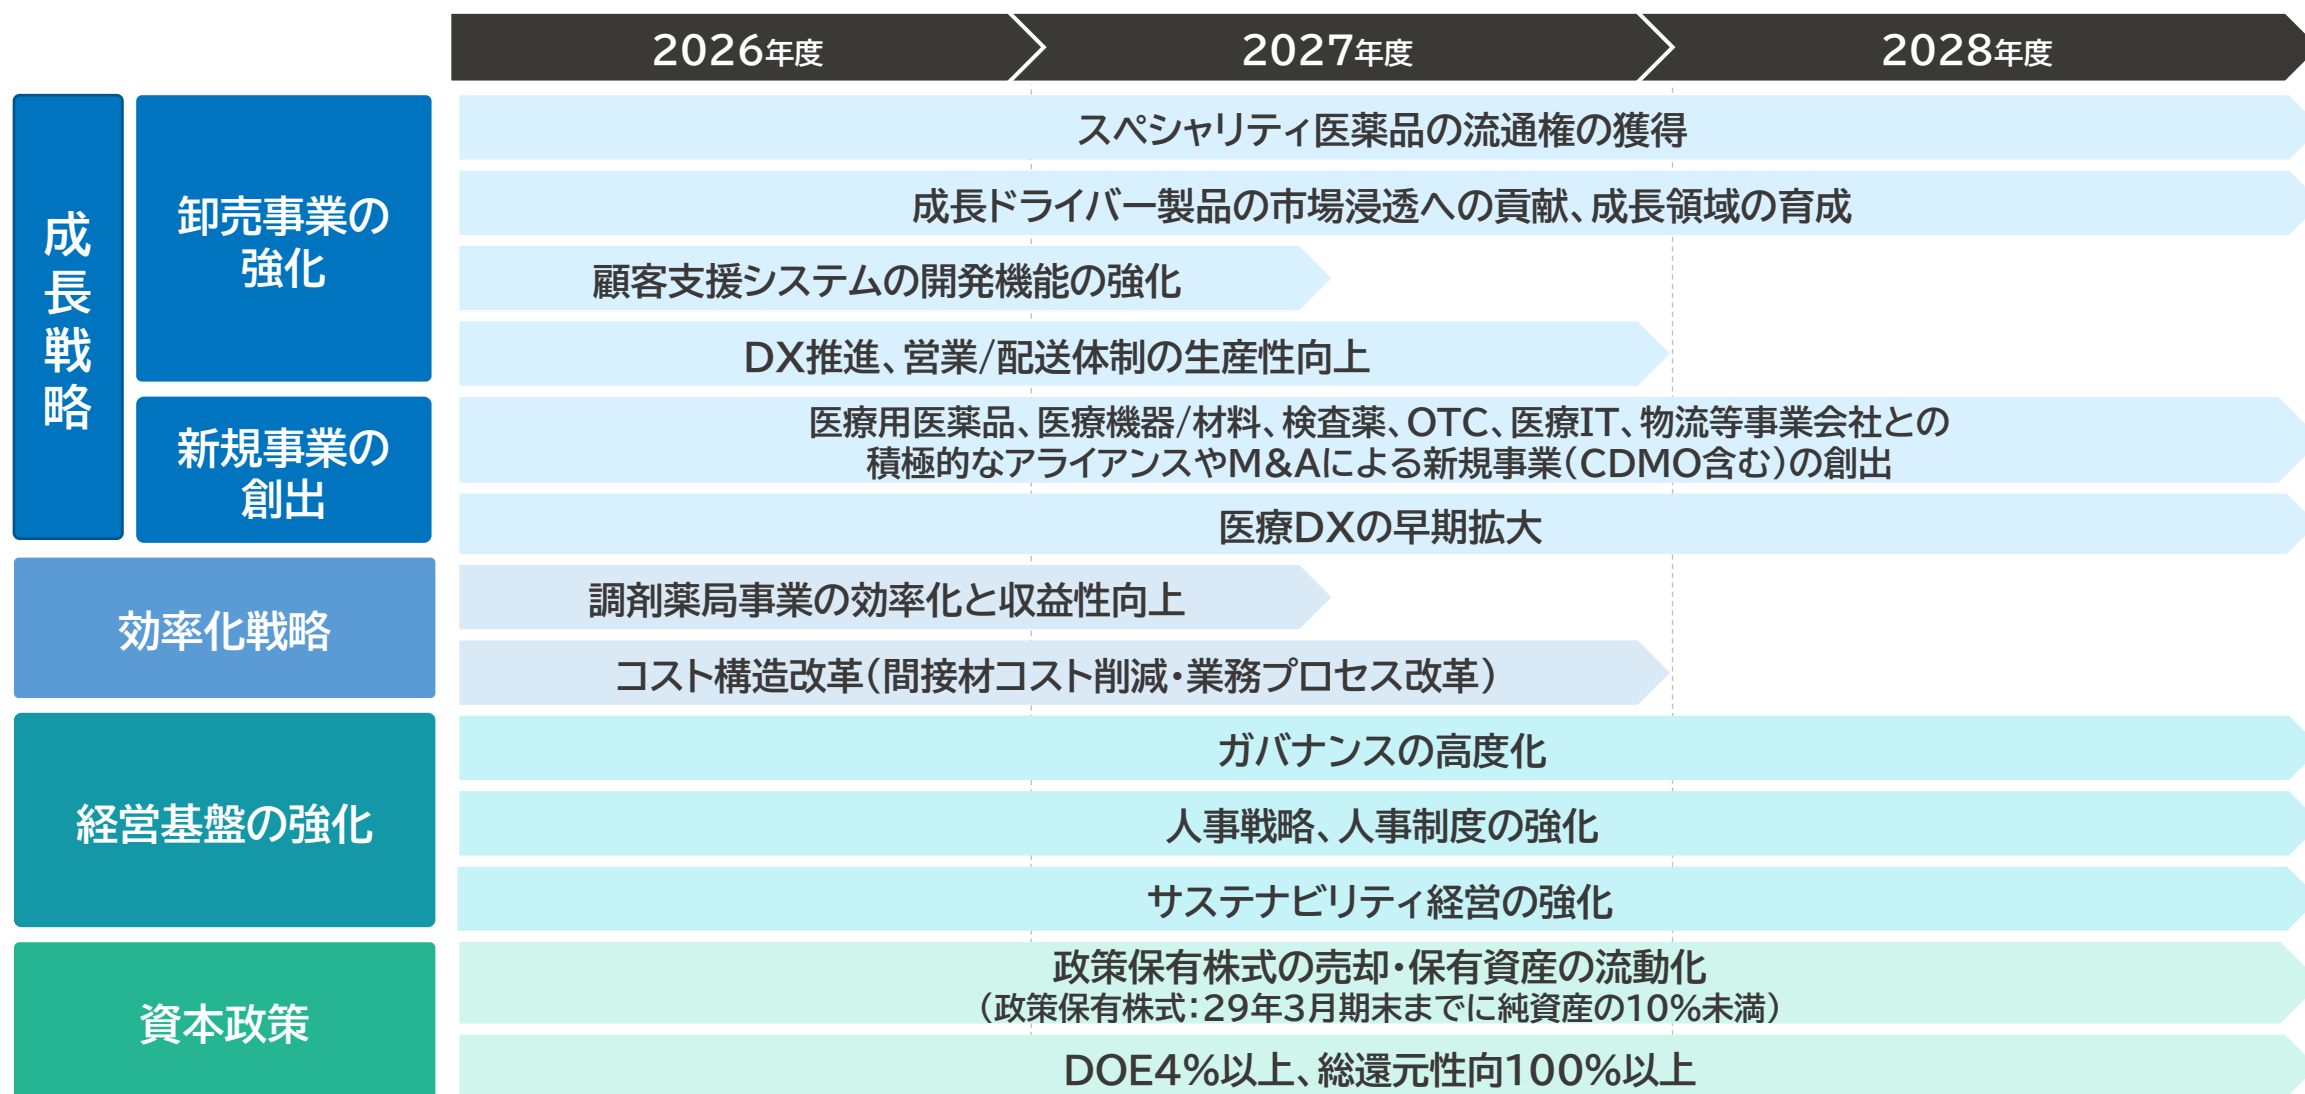 2026年度 2027年度 2028年度
成長戦略
卸売事業の
強化
スペシャリティ医薬品の流通権の獲得
成長ドライバー製品の市場浸透への貢献、成長領域の育成
顧客支援システムの開発機能の強化
DX推進、営業/配送体制の生産性向上
新規事業の
創出
医療用医薬品、医療機器/材料、検査薬、OTC、医療IT、物流等事業会社との
積極的なアライアンスやM&Aによる新規事業(CDMO含む)の創出
医療DXの早期拡大
効率化戦略
調剤薬局事業の効率化と収益性向上
コスト構造改革(間接材コスト削減・業務プロセス改革)
経営基盤の強化
ガバナンスの高度化
人事戦略、人事制度の強化
サステナビリティ経営の強化
資本政策
政策保有株式の売却・保有資産の流動化
(政策保有株式:29年3月期末までに純資産の10%未満)
DOE4%以上、総還元性向100%以上